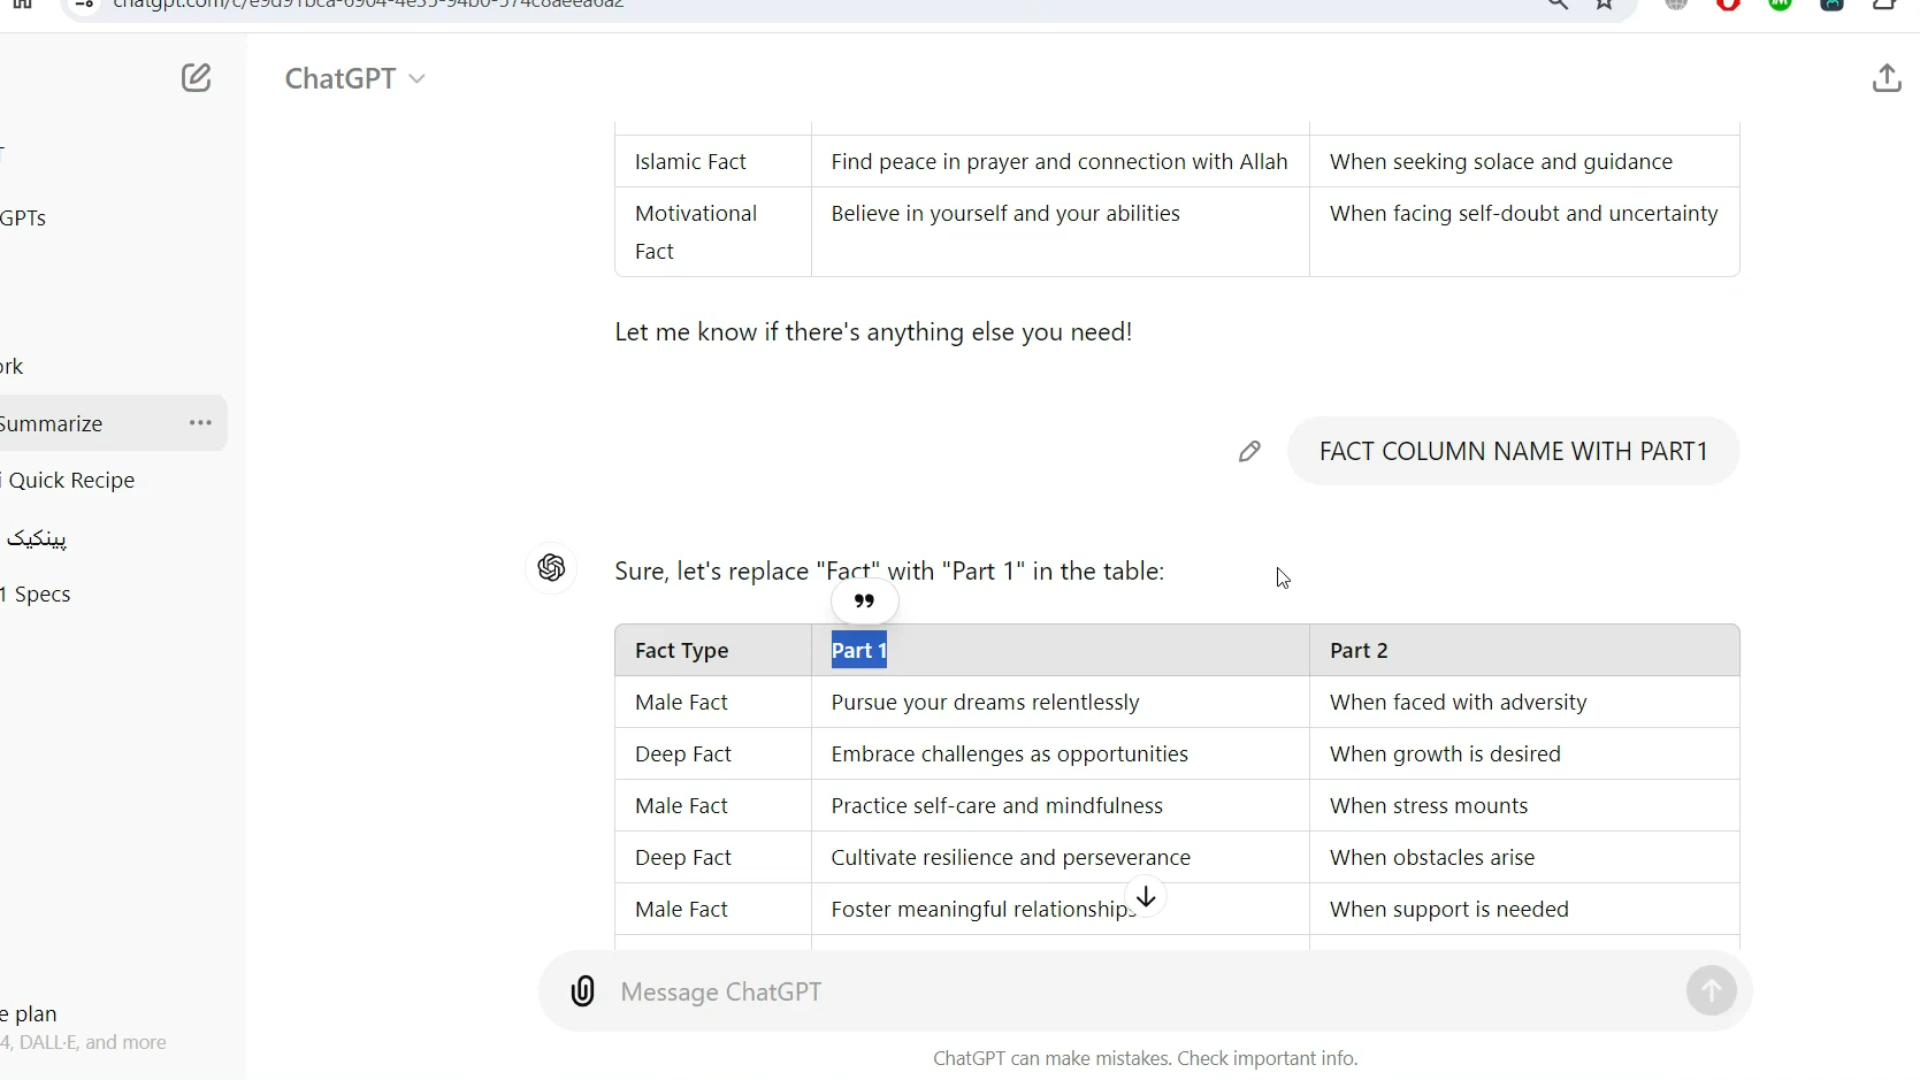 ChatGPT
GPTs
Islamic Fact Find peace in prayer and connection with Allah When seeking solace and guidance
Motivational Believe in yourself and your abilities When facing self-doubt and uncertainty
Fact
Let me know if there's anything else you need!
Summarize
FACT COLUMN NAME WITH PART1
Quick Recipe
پینکیک
1 Specs
Sure, let's replace "Fact" with "Part 1" in the table:
Fact Type Part 1 Part 2
Male Fact Pursue your dreams relentlessly When faced with adversity
Deep Fact Embrace challenges as opportunities When growth is desired
Male Fact Practice self-care and mindfulness When stress mounts
Deep Fact Cultivate resilience and perseverance When obstacles arise
Male Fact Foster meaningful relationships When support is needed
Message ChatGPT
e plan
4, DALL·E, and more
ChatGPT can make mistakes. Check important info.